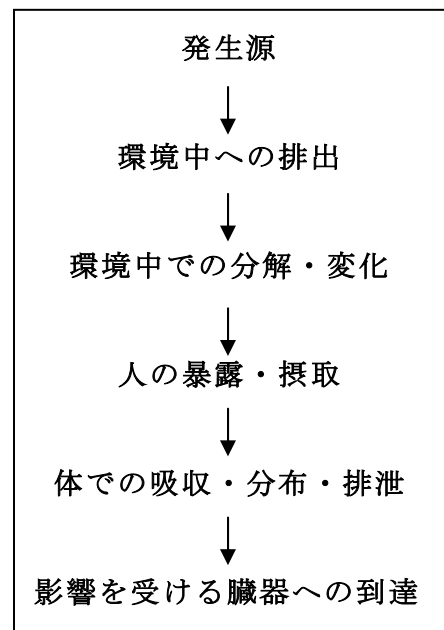 発生源
環境中への排出
環境中での分解・変化
人の暴露・摂取
体での吸収・分布・排泄
影響を受ける臓器への到達